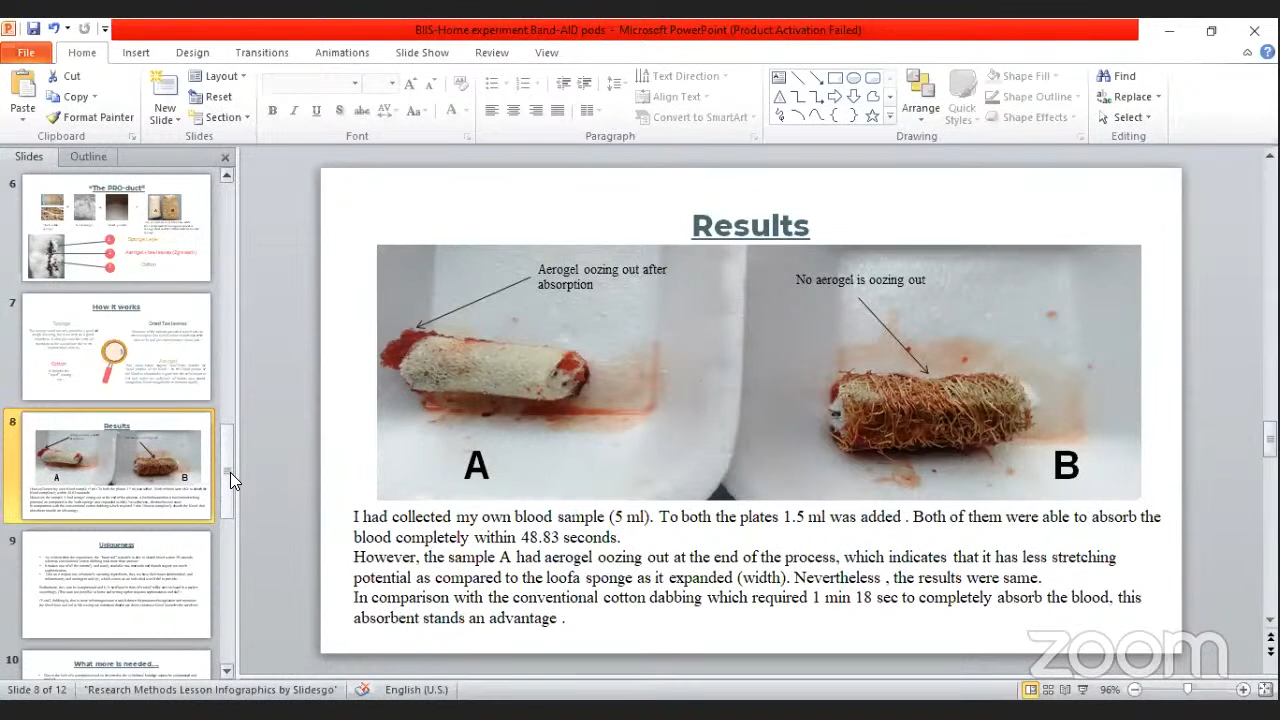 BIIS-Home experiment Band-AID pods - Microsoft PowerPoint (Product Activation Failed)
File
Home
Insert
Design
Transitions
Animations
Slide Show
Review
View
Paste
Cut
Copy
Format Painter
Clipboard
New
Slide
Layout
Reset
Section
Slides
Font
Paragraph
Text Direction
Align Text
Convert to SmartArt
Drawing
Arrange
Quick
Styles
Shape Fill
Shape Outline
Shape Effects
Find
Replace
Select
Editing
Slides
Outline
6
"The PRO-duct"
Cotton
7
How it works
8
Results
A
B
9
Uniqueness
10
What more is needed...
Results
Aerogel oozing out after
absorption
No aerogel is oozing out
A
B
I had collected my own blood sample (5 ml). To both the plates 1.5 ml was added . Both of them were able to absorb the
blood completely within 48.83 seconds.
However, the sample A had aerogel oozing out at the end of the process, which indicates that it has less stretching
potential as compared to the loofa sponge as it expanded (width). Nevertheless , the results were same.
In comparison with the conventional cotton dabbing which required 1 min 18 sec to completely absorb the blood, this
absorbent stands an advantage .
zoom
Slide 8 of 12
"Research Methods Lesson Infographics by Slidesgo"
English (U.S.)
96%